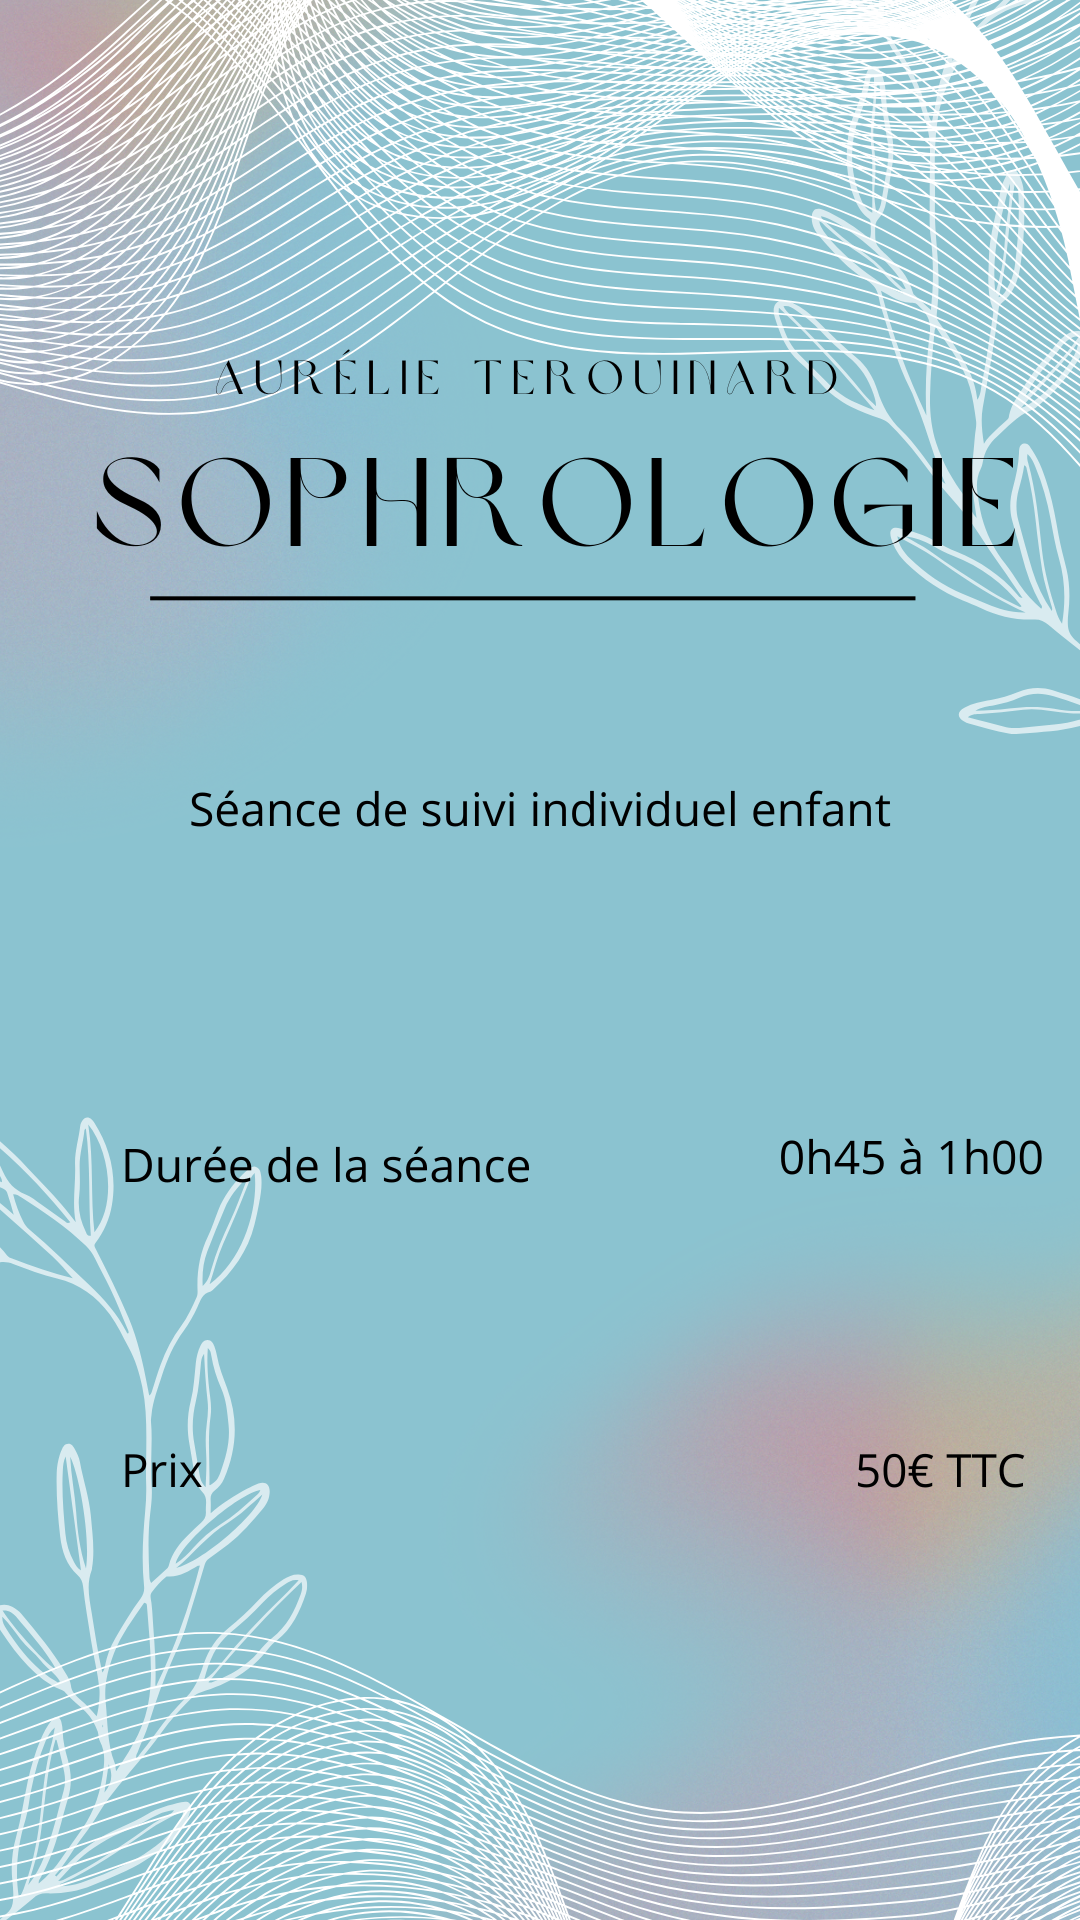 AURÉLIE TEROUINARD
SOPHROLOGIE
Séance de suivi individuel enfant
Durée de la séance
0h45 à 1h00
Prix
50€ TTC